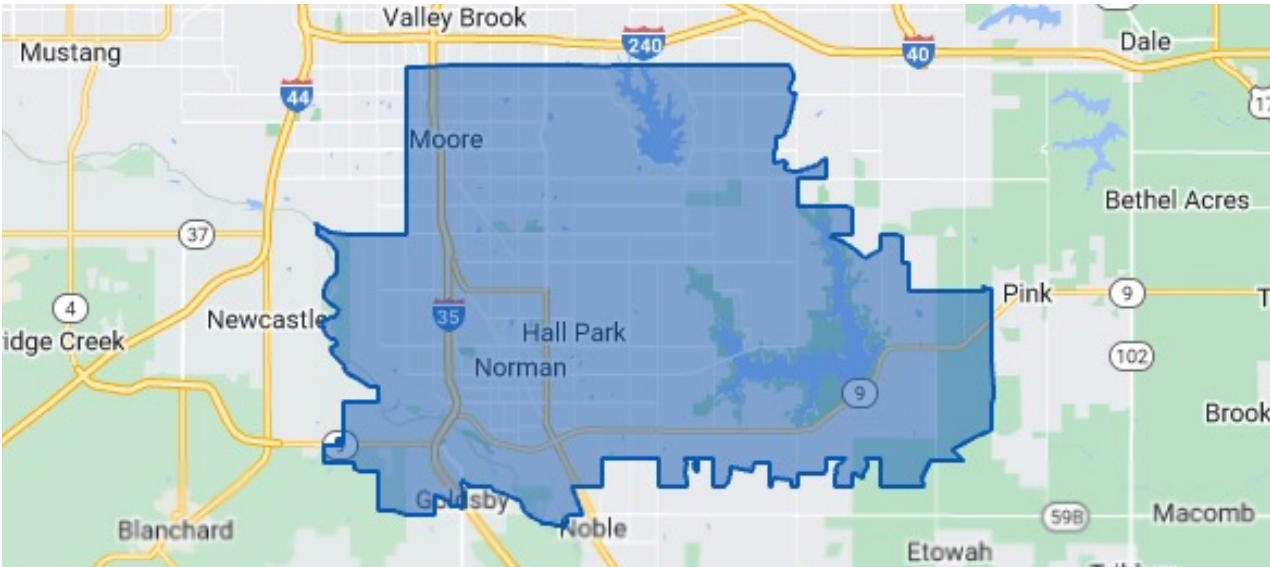 Valley Brook
Mustang
240
40
Dale
44
17
Moore
Bethel Acres
37
Pink
9
4
Newcastle
35
Hall Park
idge Creek
102
Norman
9
Brook
Goldsby
Blanchard
Noble
59B
Macomb
Etowah